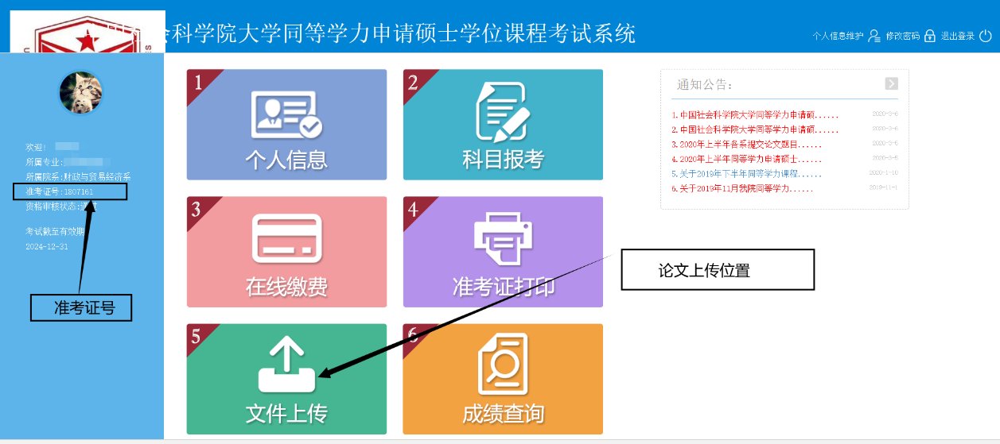 会科学院大学同等学力申请硕士学位课程考试系统
个人信息维护 修改密码 退出登录
欢迎!
所属专业:
所属院系:财政与贸易经济系
准考证号:1807161
资格审核状态:
考试截至有效期
2024-12-31
准考证号
1
个人信息
2
科目报考
3
在线缴费
4
准考证打印
5
文件上传
6
成绩查询
通知公告:
1.中国社会科学院大学同等学力申请硕...... 2020-3-6
2.中国社会科学院大学同等学力申请硕...... 2020-3-6
3.2020年上半年各系提交论文题目...... 2020-3-6
4.2020年上半年同等学力申请硕士...... 2020-3-5
5.关于2019年下半年同等学力课程...... 2020-1-10
6.关于2019年11月我院同等学力...... 2019-11-1
论文上传位置